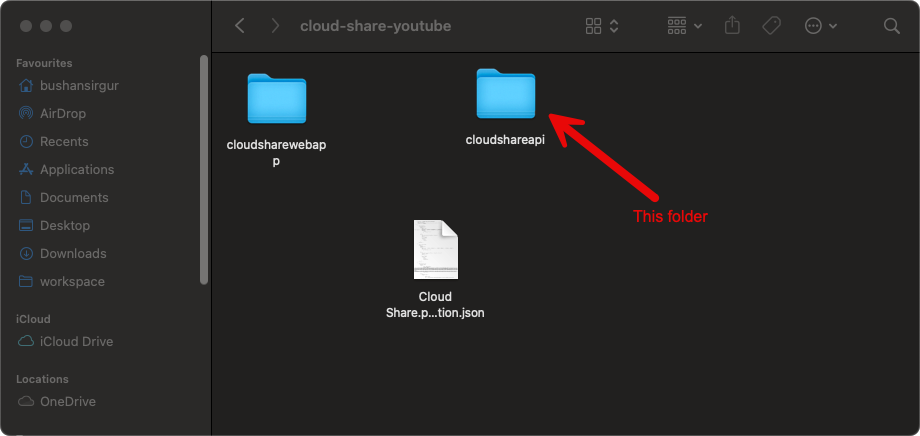 cloud-share-youtube
Favourites
bushansirgur
AirDrop
Recents
Applications
Documents
Desktop
Downloads
workspace
iCloud
iCloud Drive
Locations
OneDrive
cloudsharewebap
p
cloudshareapi
This folder
Cloud
Share.p...tion.json